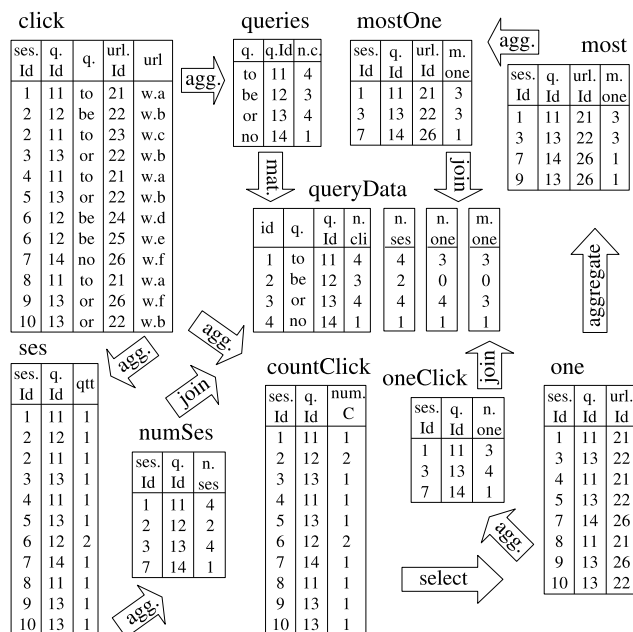 click
ses. Id q. Id q. url. Id url
1 11 to 21 w.a
2 12 be 22 w.b
2 11 to 23 w.c
3 13 or 22 w.b
4 11 to 21 w.a
5 13 or 22 w.b
6 12 be 24 w.d
6 12 be 25 w.e
7 14 no 26 w.f
8 11 to 21 w.a
9 13 or 26 w.f
10 13 or 22 w.b
agg.
queries
q. q.Id n.c.
to 11 4
be 12 3
or 13 4
no 14 1
mostOne
ses. Id q. Id url. Id m. one
1 11 21 3
3 13 22 3
7 14 26 1
agg.
most
ses. Id q. Id url. Id m. one
1 11 21 3
3 13 22 3
7 14 26 1
9 13 26 1
mat.
join
queryData
id q. q. Id n. cli n. ses n. one m. one
1 to 11 4 4 3 3
2 be 12 3 2 0 0
3 or 13 4 4 4 3
4 no 14 1 1 1 1
aggregate
agg.
agg.
join
join
ses
ses. Id q. Id qtt
1 11 1
2 12 1
2 11 1
3 13 1
4 11 1
5 13 1
6 12 2
7 14 1
8 11 1
9 13 1
10 13 1
numSes
ses. Id q. Id n. ses
1 11 4
2 12 2
3 13 4
7 14 1
agg.
countClick
ses. Id q. Id num. C
1 11 1
2 12 2
3 13 1
4 11 1
5 13 1
6 12 2
7 14 1
8 11 1
9 13 1
10 13 1
oneClick
ses. Id q. Id n. one
1 11 3
3 13 4
7 14 1
agg.
select
one
ses. Id q. Id url. Id
1 11 21
3 13 22
4 11 21
5 13 22
7 14 26
8 11 21
9 13 26
10 13 22